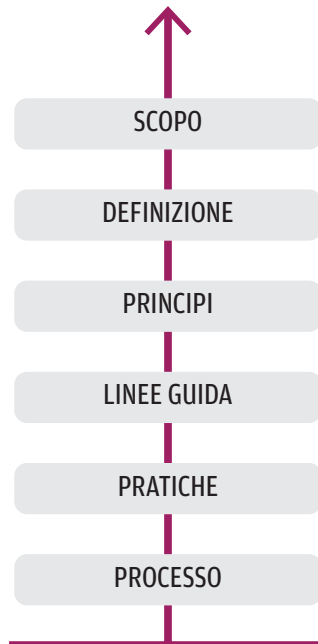 SCOPO
DEFINIZIONE
PRINCIPI
LINEE GUIDA
PRATICHE
PROCESSO